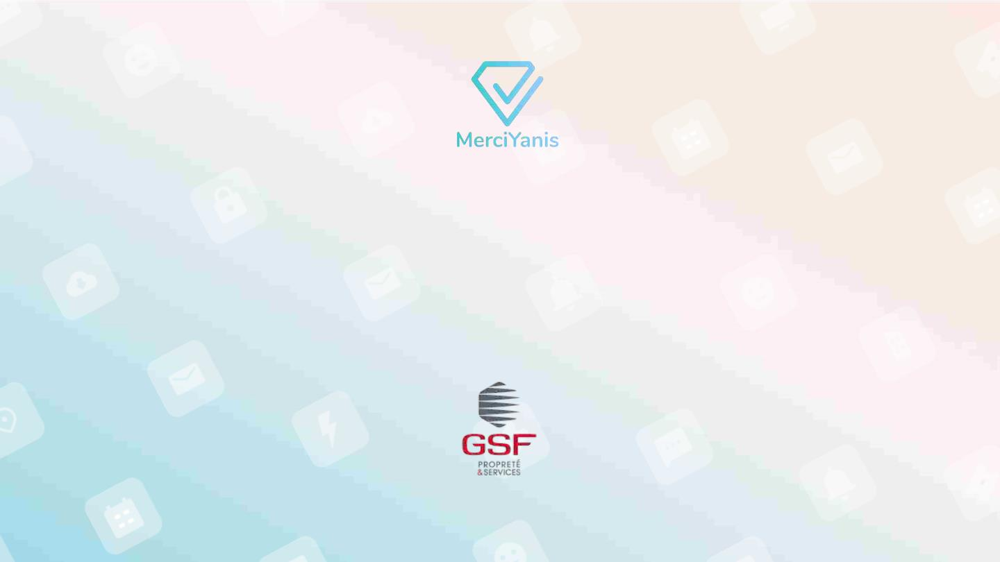 MerciYanis
GSF
PROPRETÉ
&SERVICES